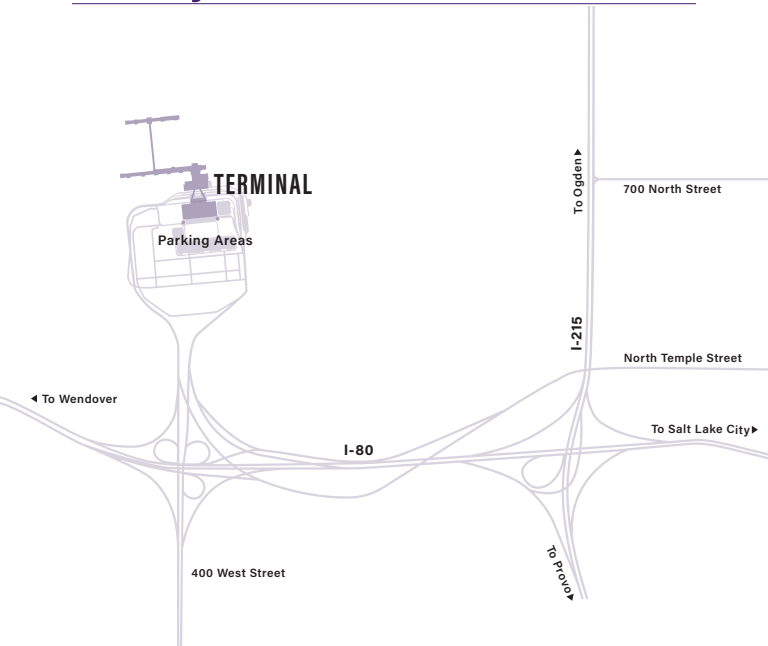 To Ogden
TERMINAL
700 North Street
Parking Areas
I-215
North Temple Street
To Wendover
To Salt Lake City
I-80
To Provo
400 West Street